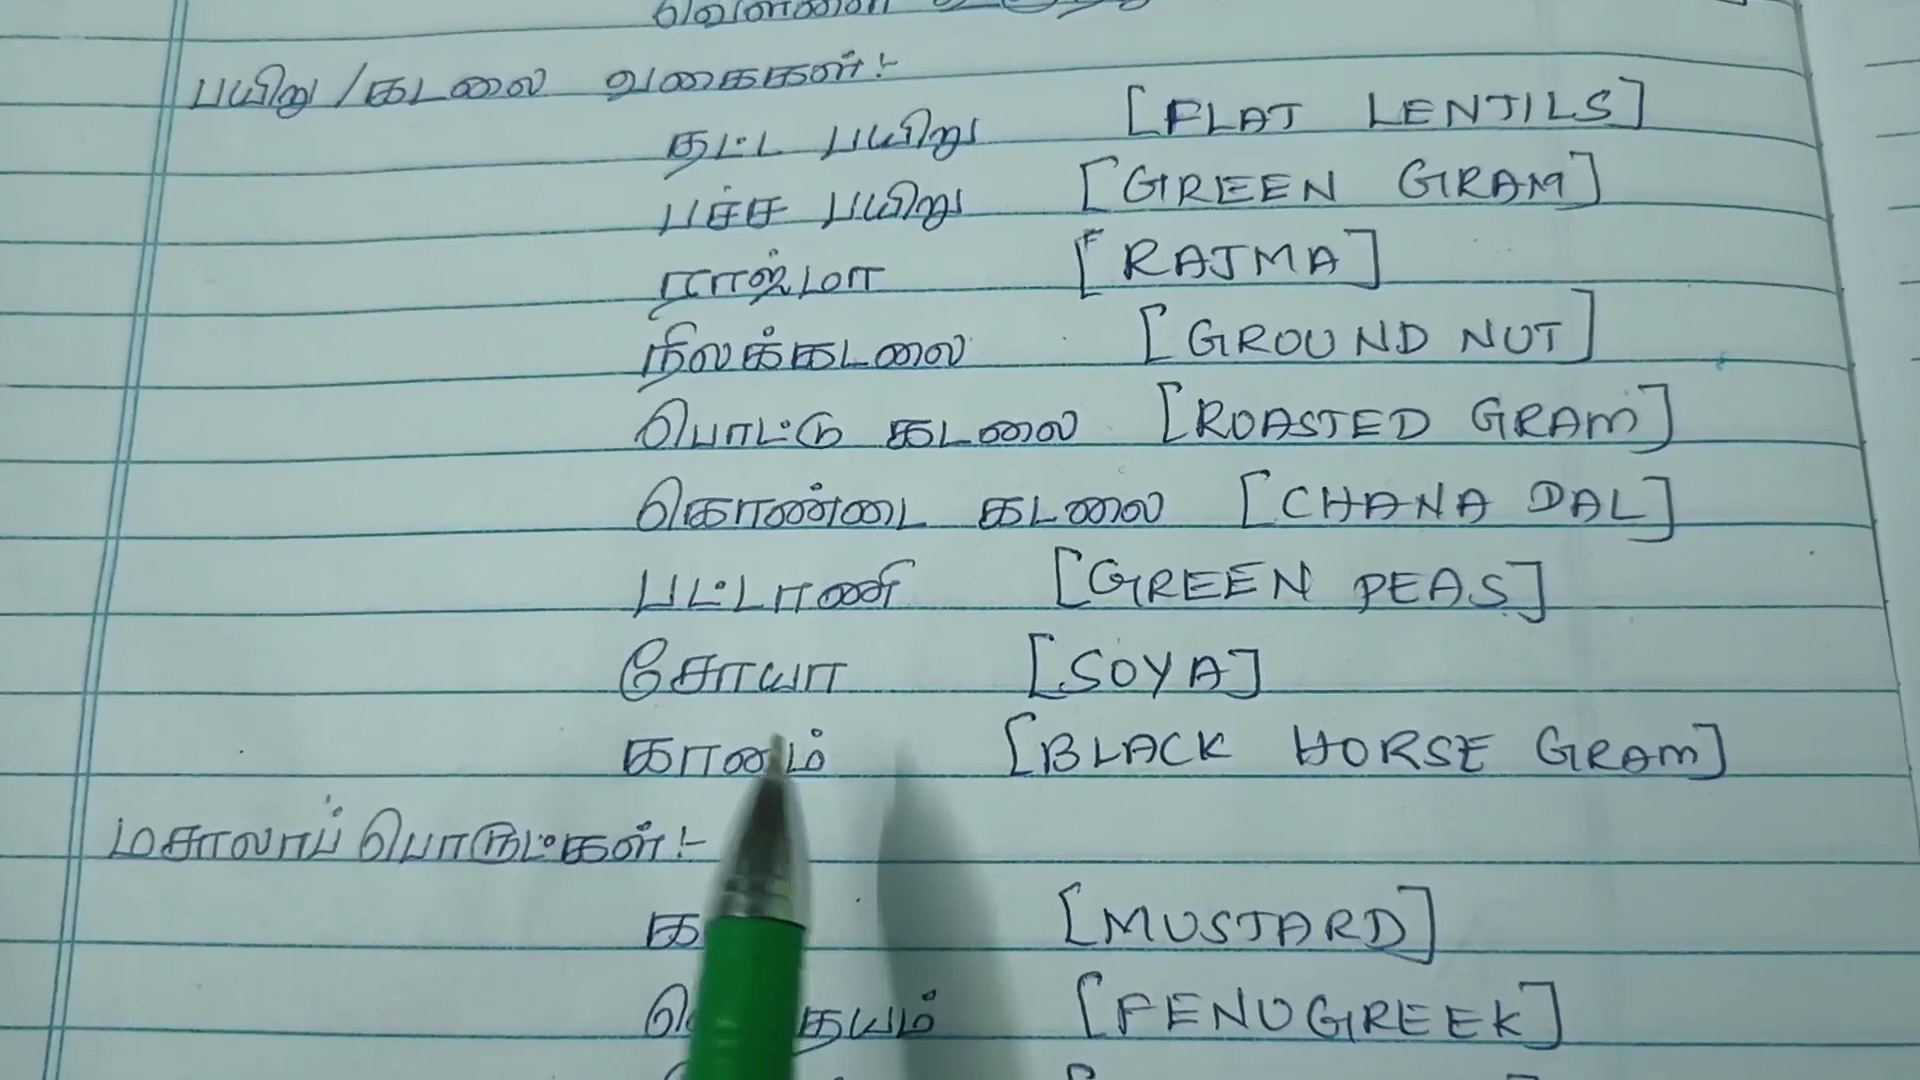 பயிறு/கடலை வகைகள்:-
தட்ட பயிறு [FLAT LENTILS]
பச்ச பயிறு [GREEN GRAM]
ராஜ்மா [RAJMA]
நிலக்கடலை [GROUND NUT]
பொட்டு கடலை [ROASTED GRAM]
கொண்டை கடலை [CHANA DAL]
பட்டாணி [GREEN PEAS]
சோயா [SOYA]
காணம் [BLACK HORSE GRAM]
மசாலாப் பொருட்கள்:-
[MUSTARD]
[FENUGREEK]